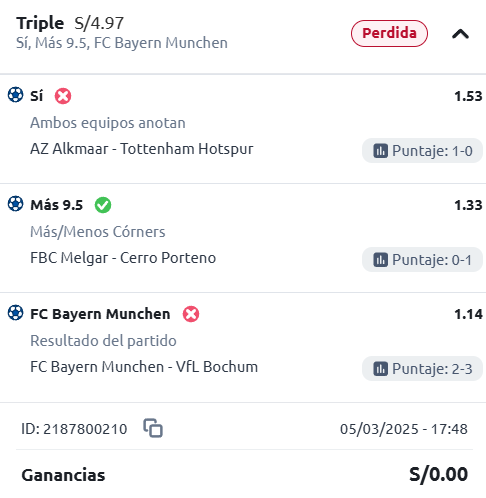 Triple S/4.97
Perdida
Sí, Más 9.5, FC Bayern Munchen
Sí 1.53
Ambos equipos anotan
AZ Alkmaar - Tottenham Hotspur
Puntaje: 1-0
Más 9.5 1.33
Más/Menos Córners
FBC Melgar - Cerro Porteno
Puntaje: 0-1
FC Bayern Munchen 1.14
Resultado del partido
FC Bayern Munchen - VfL Bochum
Puntaje: 2-3
ID: 2187800210 05/03/2025 - 17:48
Ganancias S/0.00